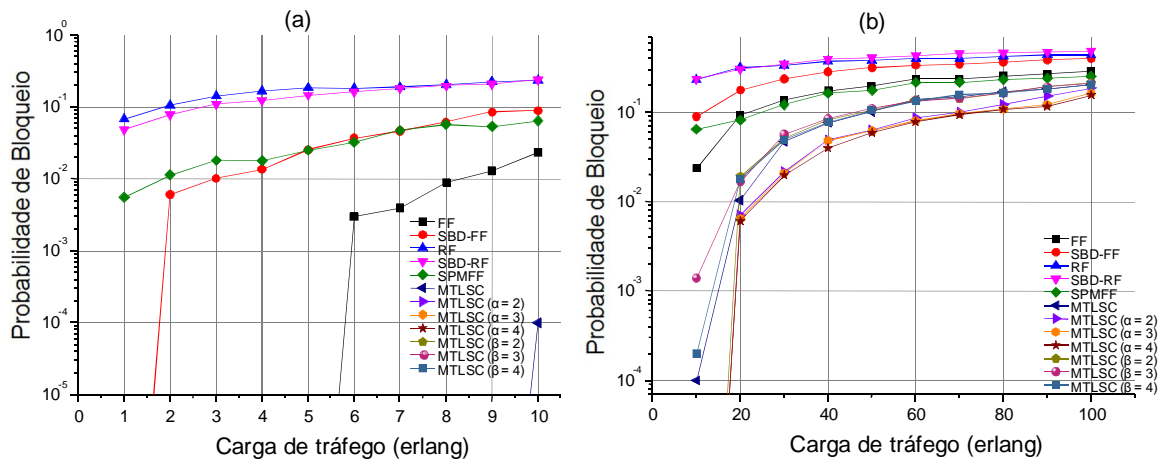 (a)
Probabilidade de Bloqueio
10^0
10^-1
10^-2
10^-3
10^-4
10^-5
FF
SBD-FF
RF
SBD-RF
SPMFF
MTLSC
MTLSC (α = 2)
MTLSC (α = 3)
MTLSC (α = 4)
MTLSC (β = 2)
MTLSC (β = 3)
MTLSC (β = 4)
1 2 3 4 5 6 7 8 9 10
Carga de tráfego (erlang)
(b)
Probabilidade de Bloqueio
10^-1
10^-2
10^-3
10^-4
FF
SBD-FF
RF
SBD-RF
SPMFF
MTLSC
MTLSC (α = 2)
MTLSC (α = 3)
MTLSC (α = 4)
MTLSC (β = 2)
MTLSC (β = 3)
MTLSC (β = 4)
0 20 40 60 80 100
Carga de tráfego (erlang)